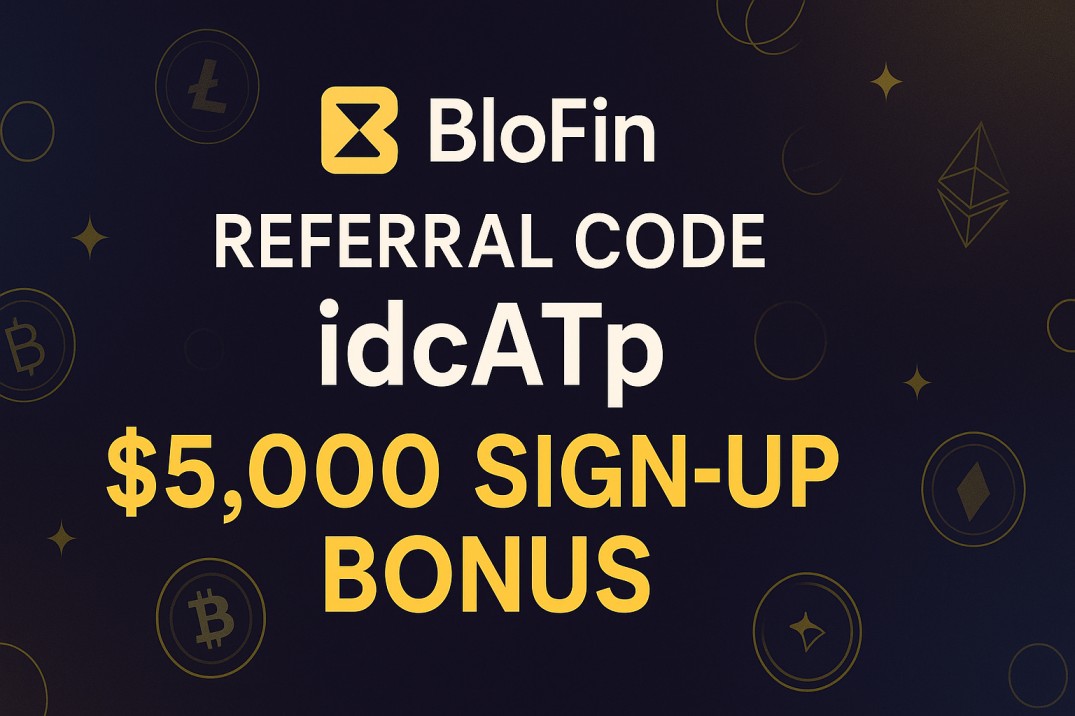 BloFin
REFERRAL CODE
idcATp
$5,000 SIGN-UP
BONUS